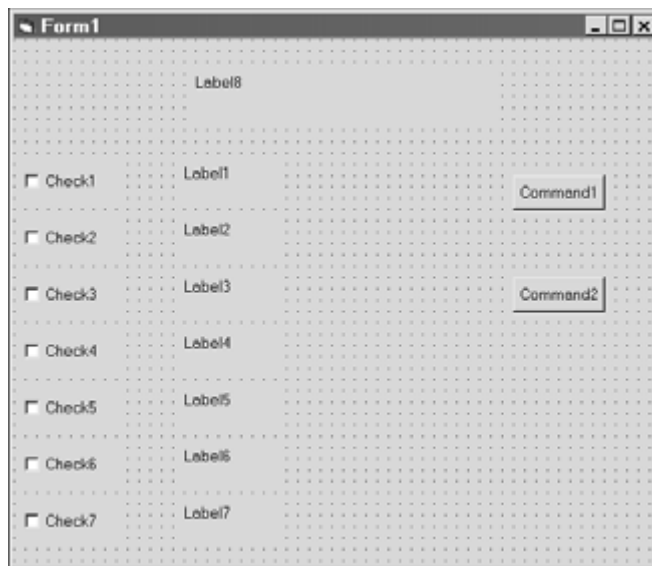 Form1
Label8
Check1
Label1
Command1
Check2
Label2
Check3
Label3
Command2
Check4
Label4
Check5
Label5
Check6
Label6
Check7
Label7